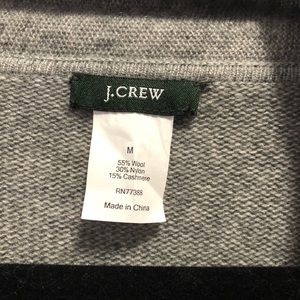 J.CREW
M
55% Wool
30% Nylon
15% Cashmere
RN77388
Made in China